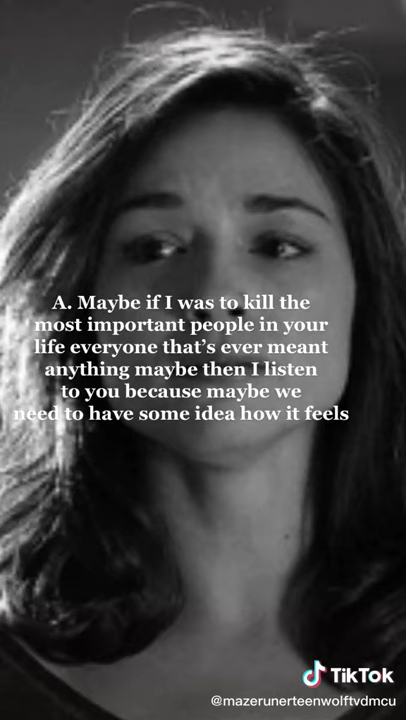 A. Maybe if I was to kill the
most important people in your
life everyone that’s ever meant
anything maybe then I listen
to you because maybe we
need to have some idea how it feels
TikTok
@mazerunerteenwolftvdmcu